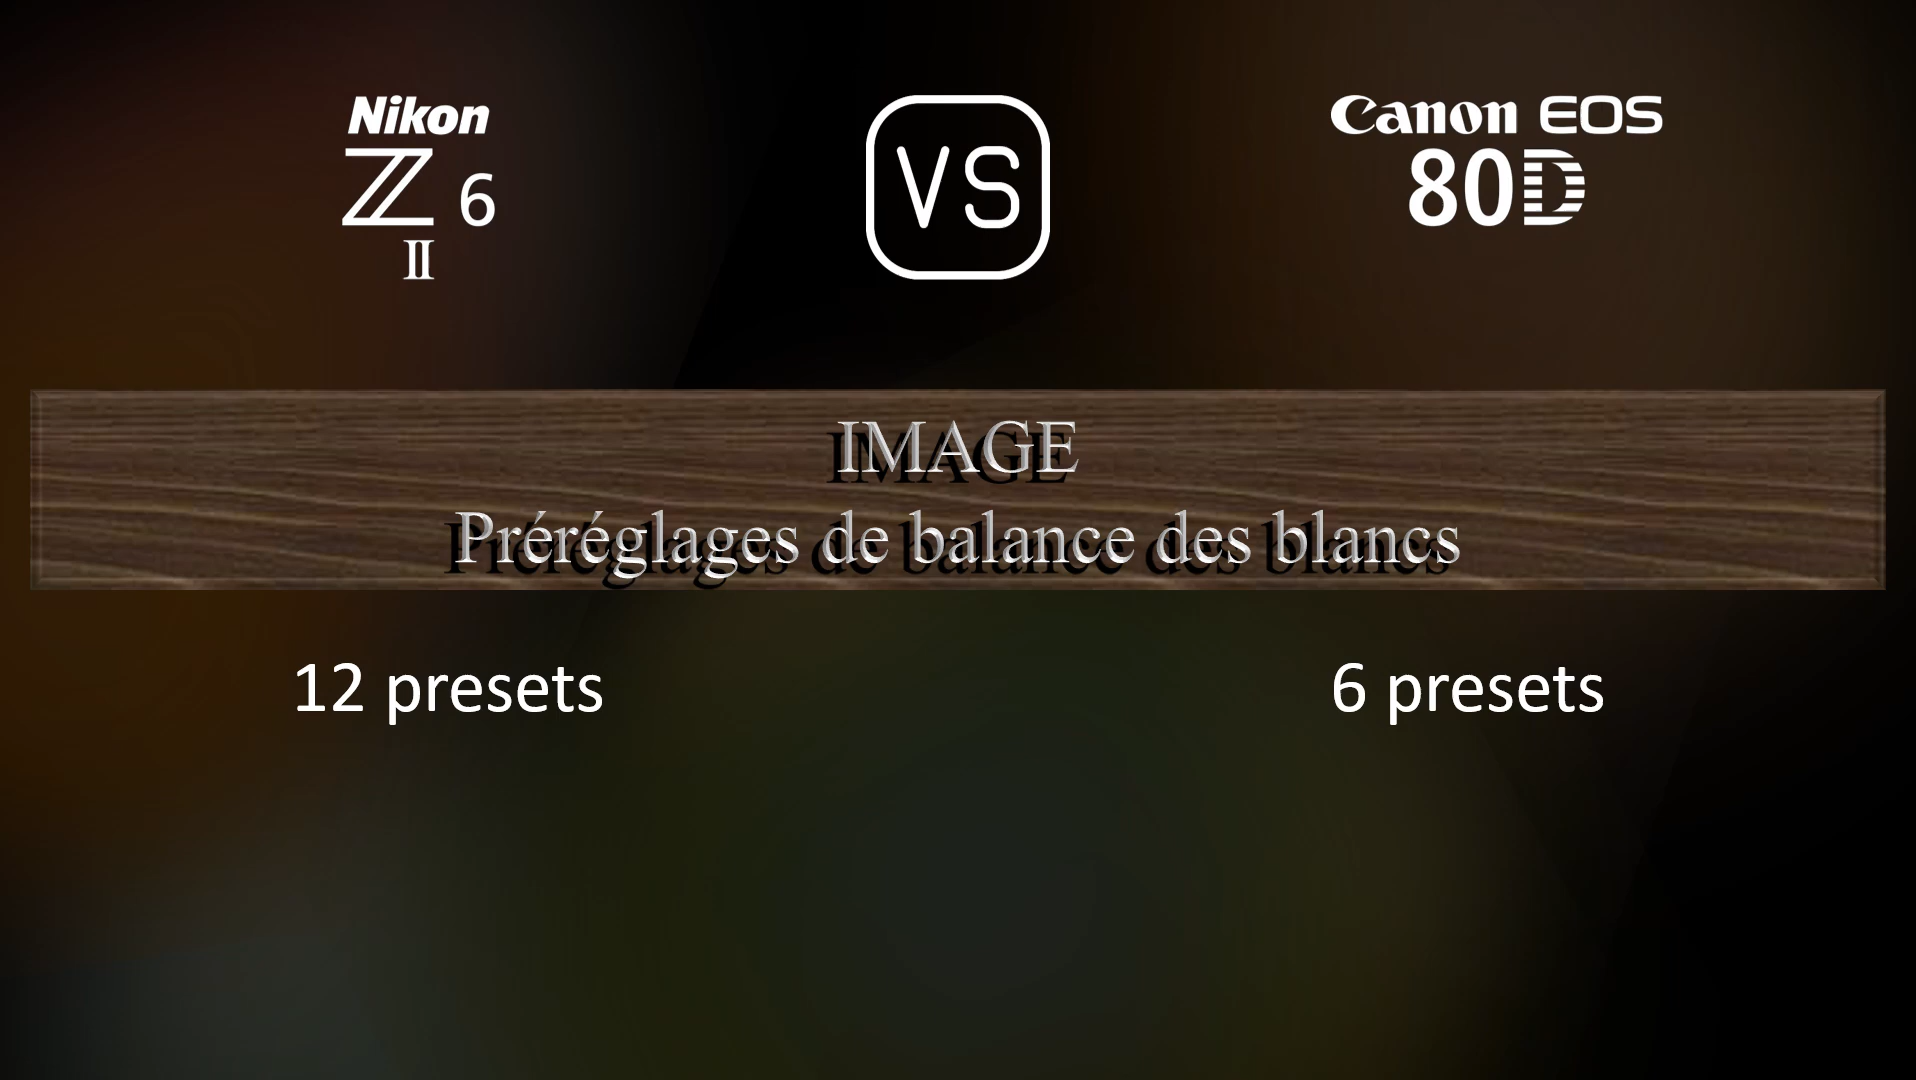 Nikon
Z 6
II
VS
Canon EOS
80D
IMAGE
Préréglages de balance des blancs
12 presets
6 presets